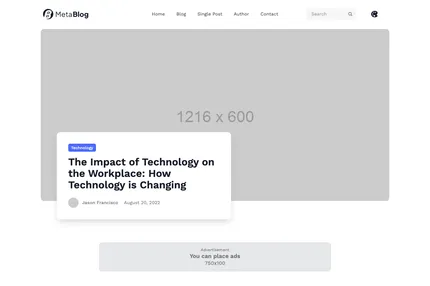 MetaBlog
Home Blog Single Post Author Contact Search
1216 x 600
Technology
The Impact of Technology on
the Workplace: How
Technology is Changing
Jason Francisco August 20, 2022
Advertisement
You can place ads
750x100